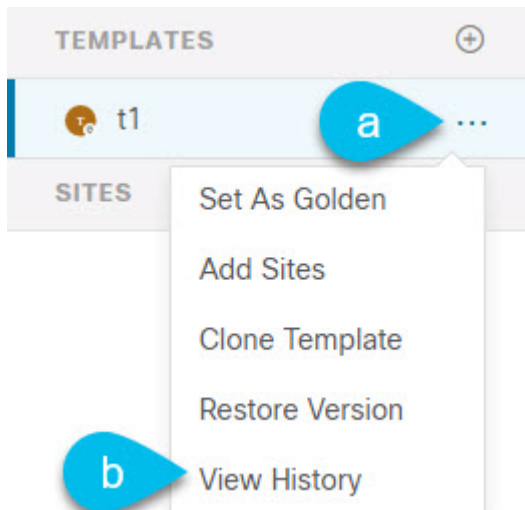 TEMPLATES
T
t1
a
...
SITES
Set As Golden
Add Sites
Clone Template
Restore Version
b
View History